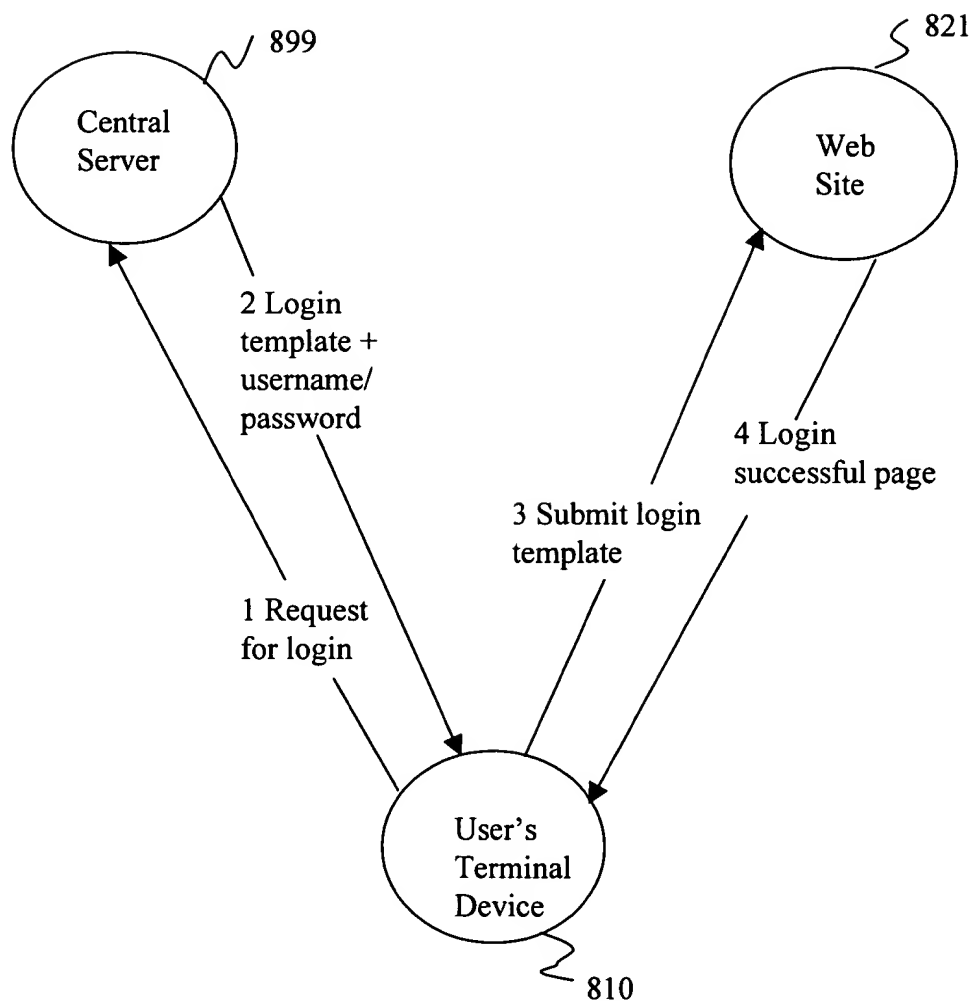 899
821
Central
Server
Web
Site
2 Login
template +
username/
password
4 Login
successful page
3 Submit login
template
1 Request
for login
User's
Terminal
Device
810